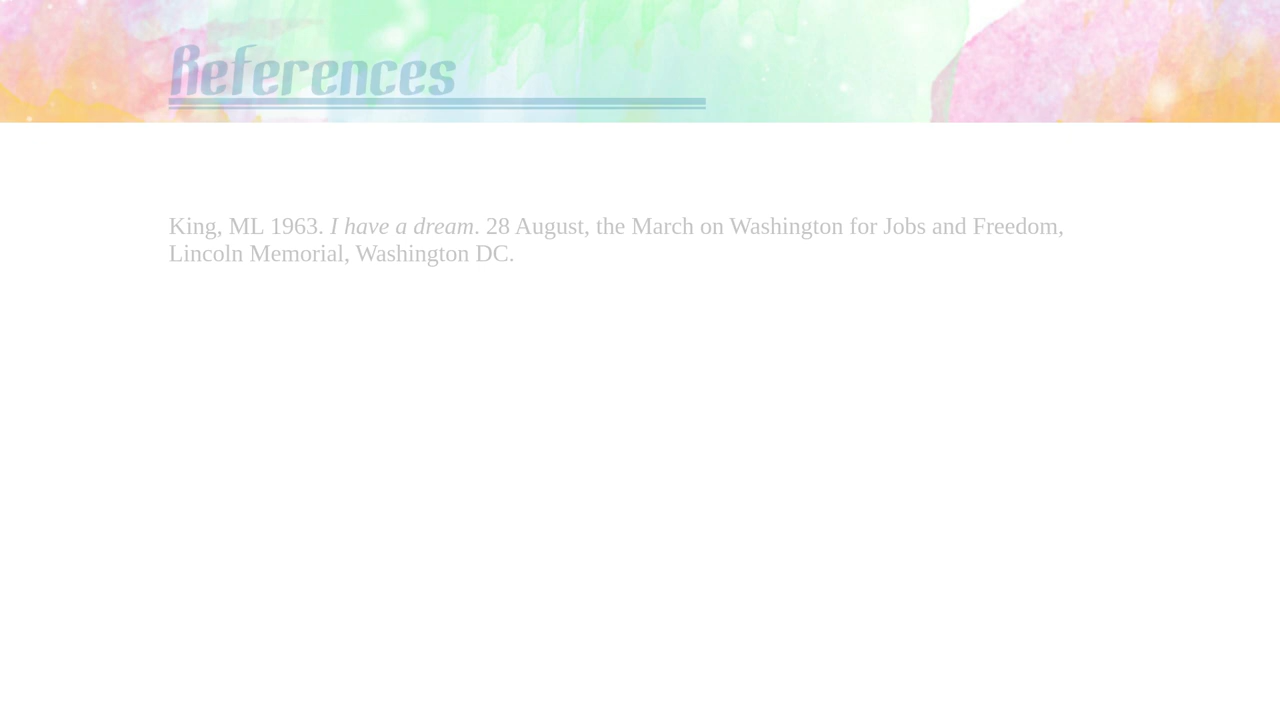 References
King, ML 1963. I have a dream. 28 August, the March on Washington for Jobs and Freedom,
Lincoln Memorial, Washington DC.